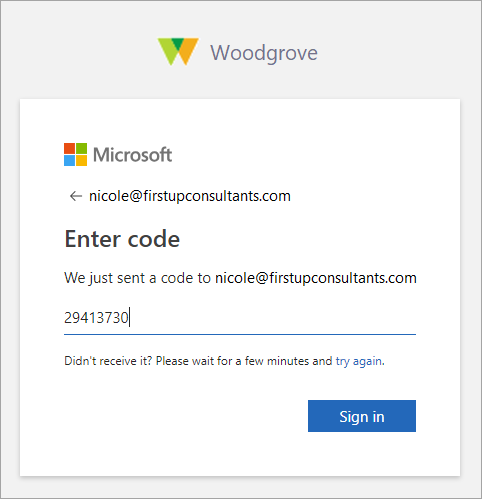 Woodgrove
Microsoft
← nicole@firstupconsultants.com
Enter code
We just sent a code to nicole@firstupconsultants.com
29413730
Didn't receive it? Please wait for a few minutes and try again.
Sign in